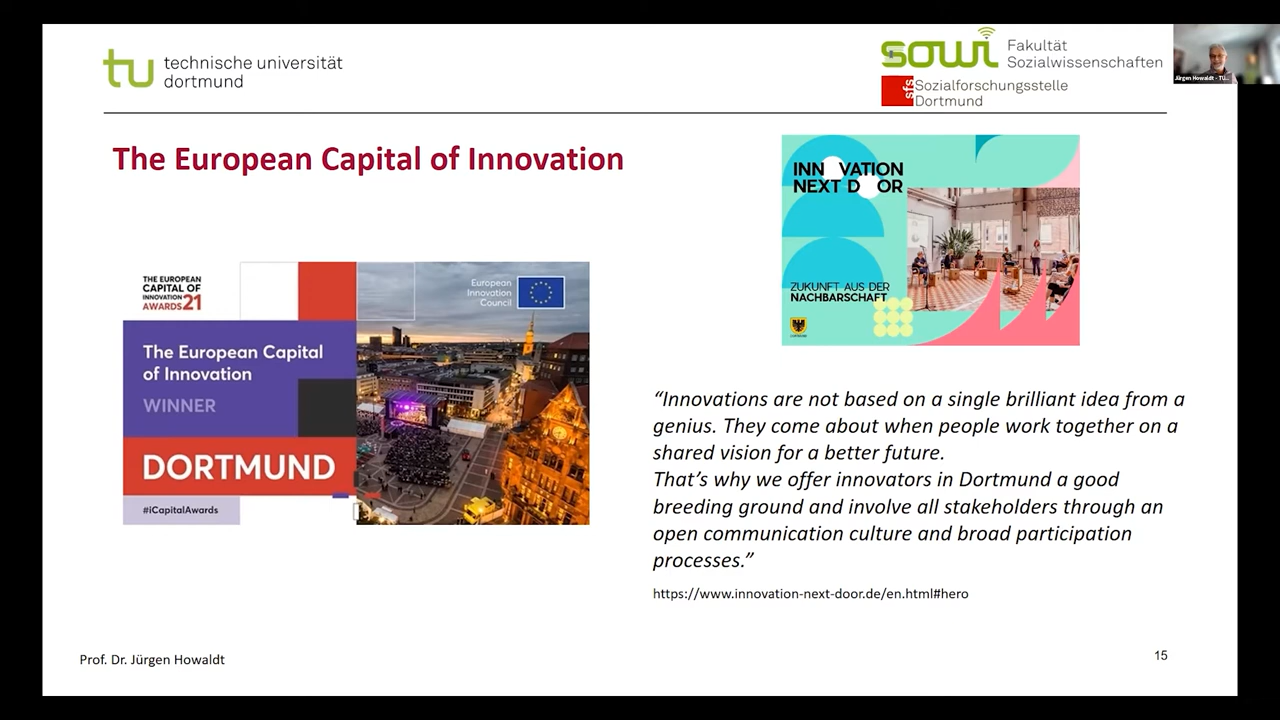 technische universität
dortmund
sowi
Fakultät
Sozialwissenschaften
sfs
Sozialforschungsstelle
Dortmund
Jürgen Howaldt - TU...
The European Capital of Innovation
INNOVATION
NEXT DOOR
ZUKUNFT AUS DER
NACHBARSCHAFT
DORTMUND
THE EUROPEAN
CAPITAL OF
INNOVATION
AWARDS21
European
Innovation
Council
The European Capital
of Innovation
WINNER
DORTMUND
#iCapitalAwards
“Innovations are not based on a single brilliant idea from a
genius. They come about when people work together on a
shared vision for a better future.
That’s why we offer innovators in Dortmund a good
breeding ground and involve all stakeholders through an
open communication culture and broad participation
processes.”
https://www.innovation-next-door.de/en.html#hero
Prof. Dr. Jürgen Howaldt
15